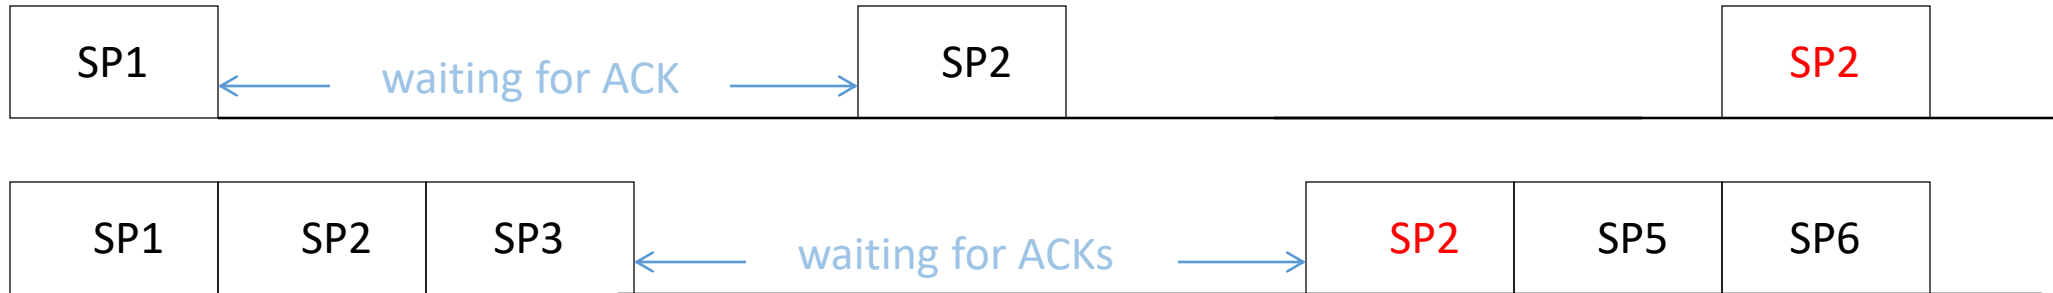 SP1 waiting for ACK SP2 SP2
SP1 SP2 SP3 waiting for ACKs SP2 SP5 SP6